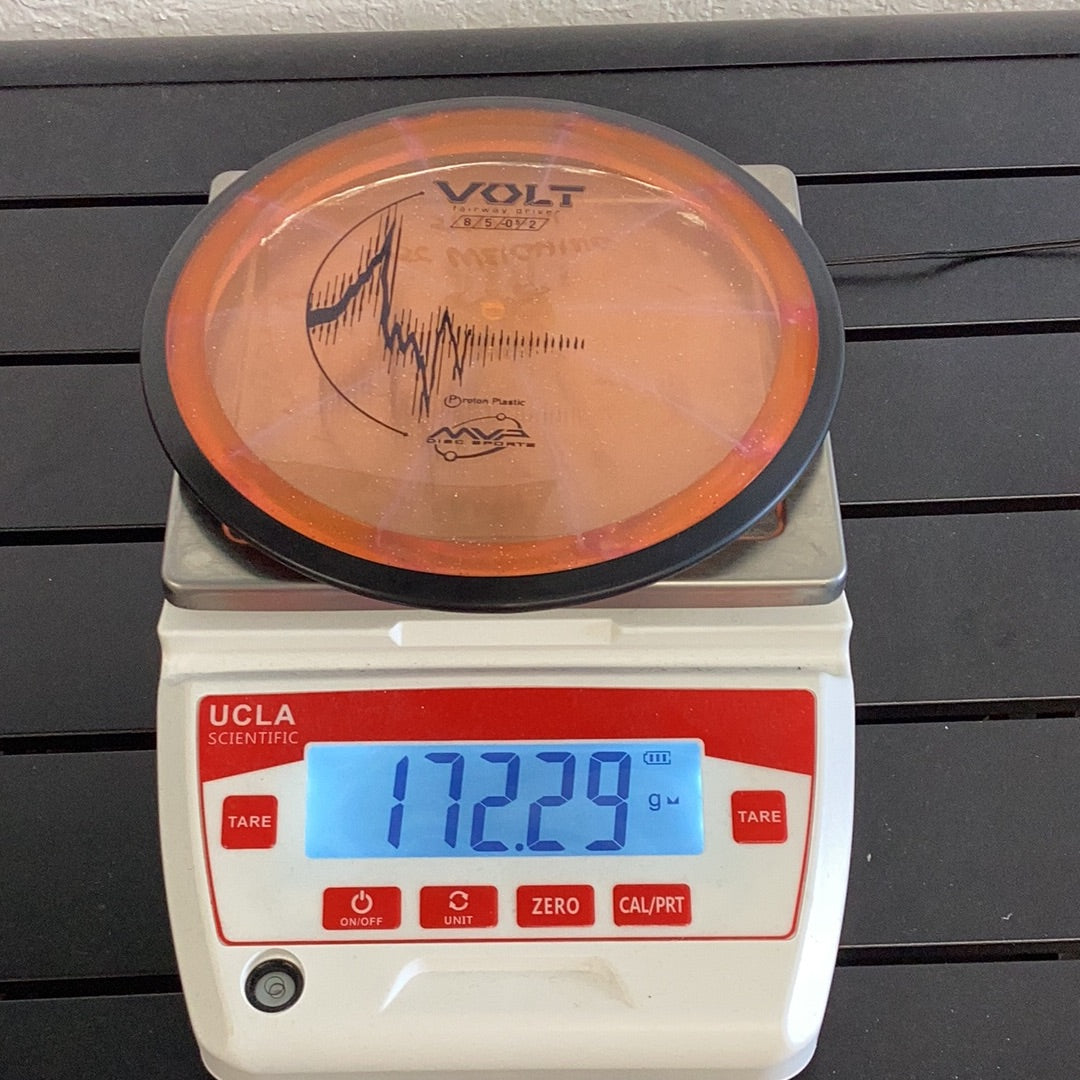 VOLT
fairway driver
8/5/-0.5/2
WEIGHING
Proton Plastic
MVP
DISC SPORTS
UCLA
SCIENTIFIC
172.29
g
TARE
TARE
ON/OFF
UNIT
ZERO
CAL/PRT